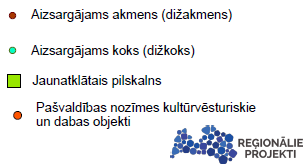 Aizsargājams akmens (dižakmens)
Aizsargājams koks (dižkoks)
Jaunatklātais pilskalns
Pašvaldības nozīmes kultūrvēsturiskie
un dabas objekti
REĢIONĀLIE
PROJEKTI